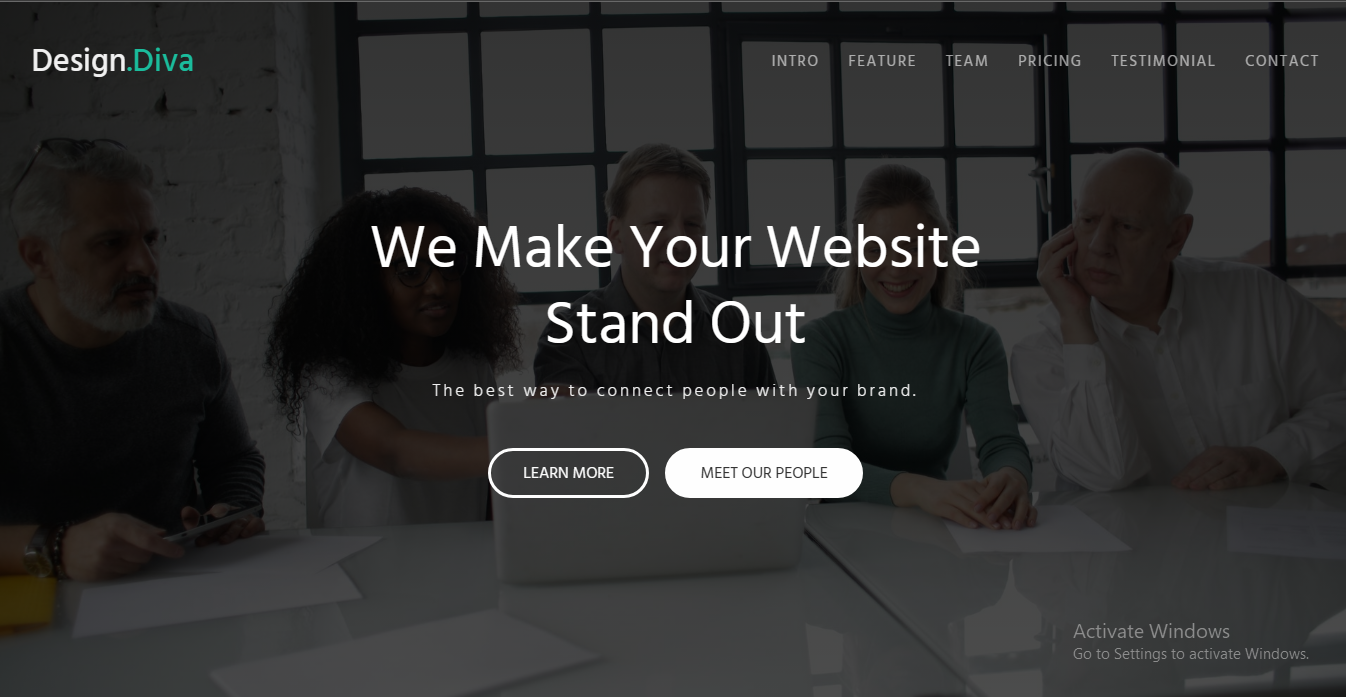 Design.Diva
INTRO FEATURE TEAM PRICING TESTIMONIAL CONTACT
We Make Your Website
Stand Out
The best way to connect people with your brand.
LEARN MORE MEET OUR PEOPLE
Activate Windows
Go to Settings to activate Windows.